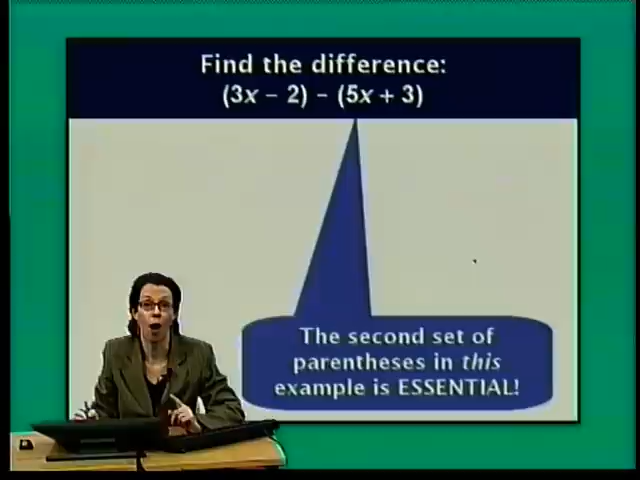 Find the difference:
(3x – 2) – (5x + 3)
The second set of
parentheses in this
example is ESSENTIAL!